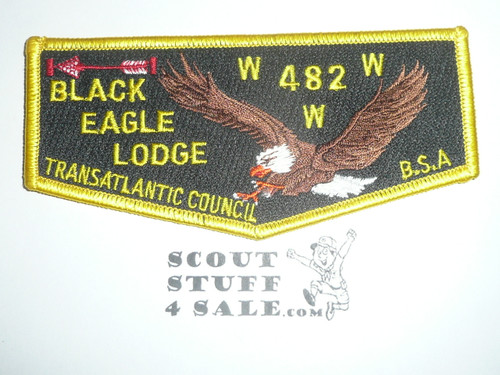 W 482 W
W
BLACK
EAGLE
LODGE
TRANSATLANTIC COUNCIL
B.S.A
SCOUT
STUFF
4 SALE.com